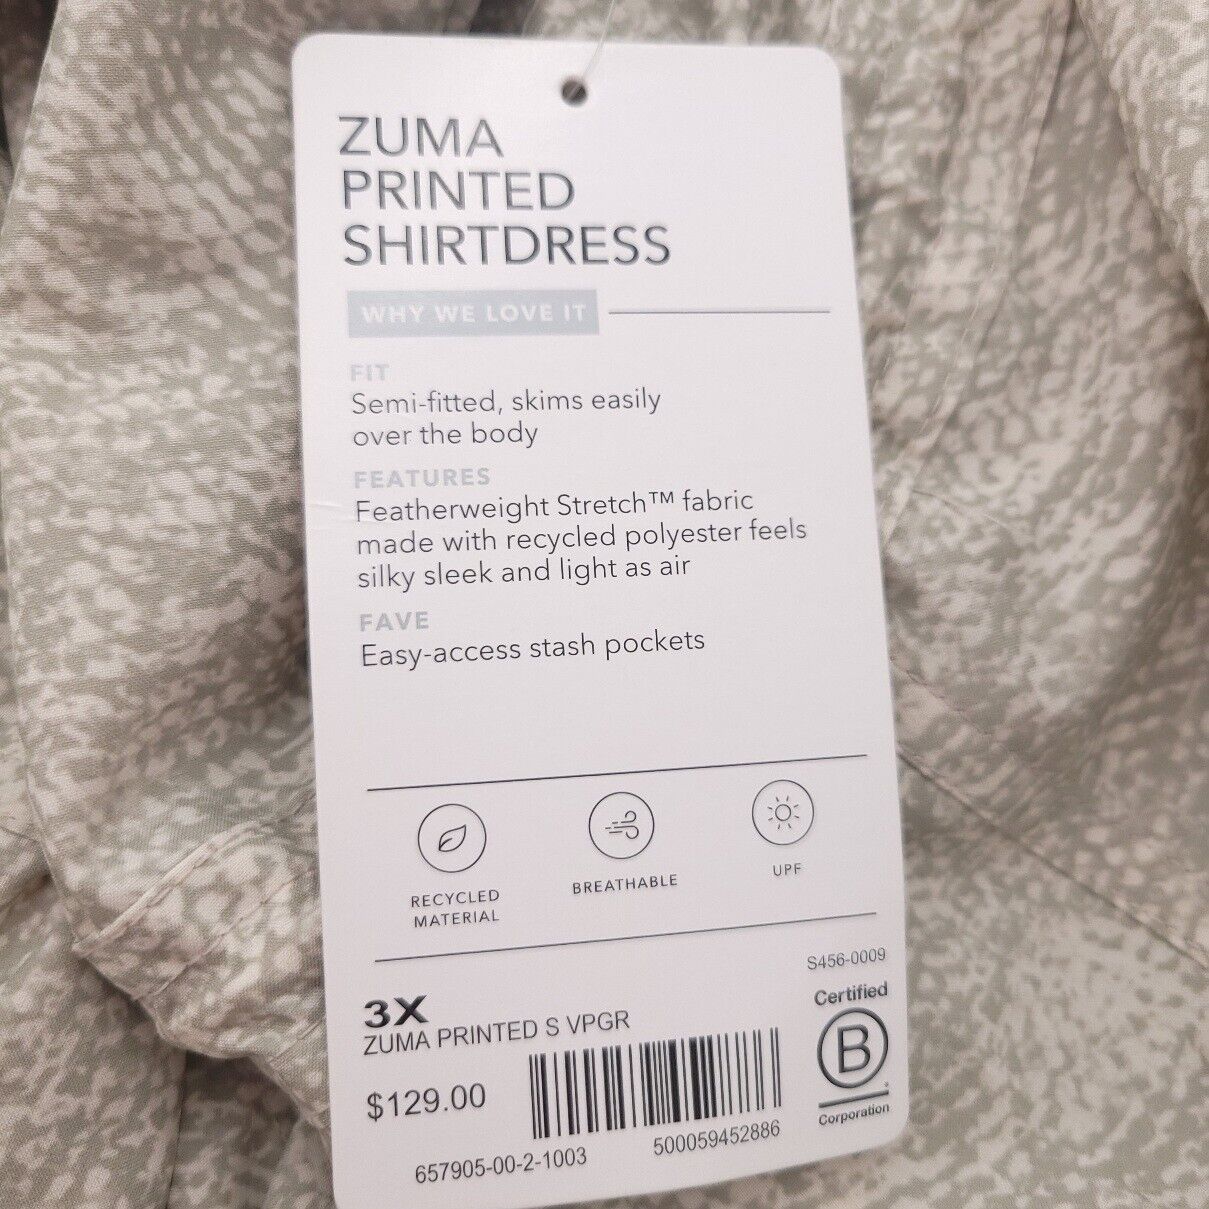 ZUMA
PRINTED
SHIRTDRESS
WHY WE LOVE IT
FIT
Semi-fitted, skims easily
over the body
FEATURES
Featherweight Stretch™ fabric
made with recycled polyester feels
silky sleek and light as air
FAVE
Easy-access stash pockets
RECYCLED
MATERIAL
BREATHABLE
UPF
S456-0009
3X
ZUMA PRINTED S VPGR
$129.00
657905-00-2-1003
500059452886
Certified
B
Corporation